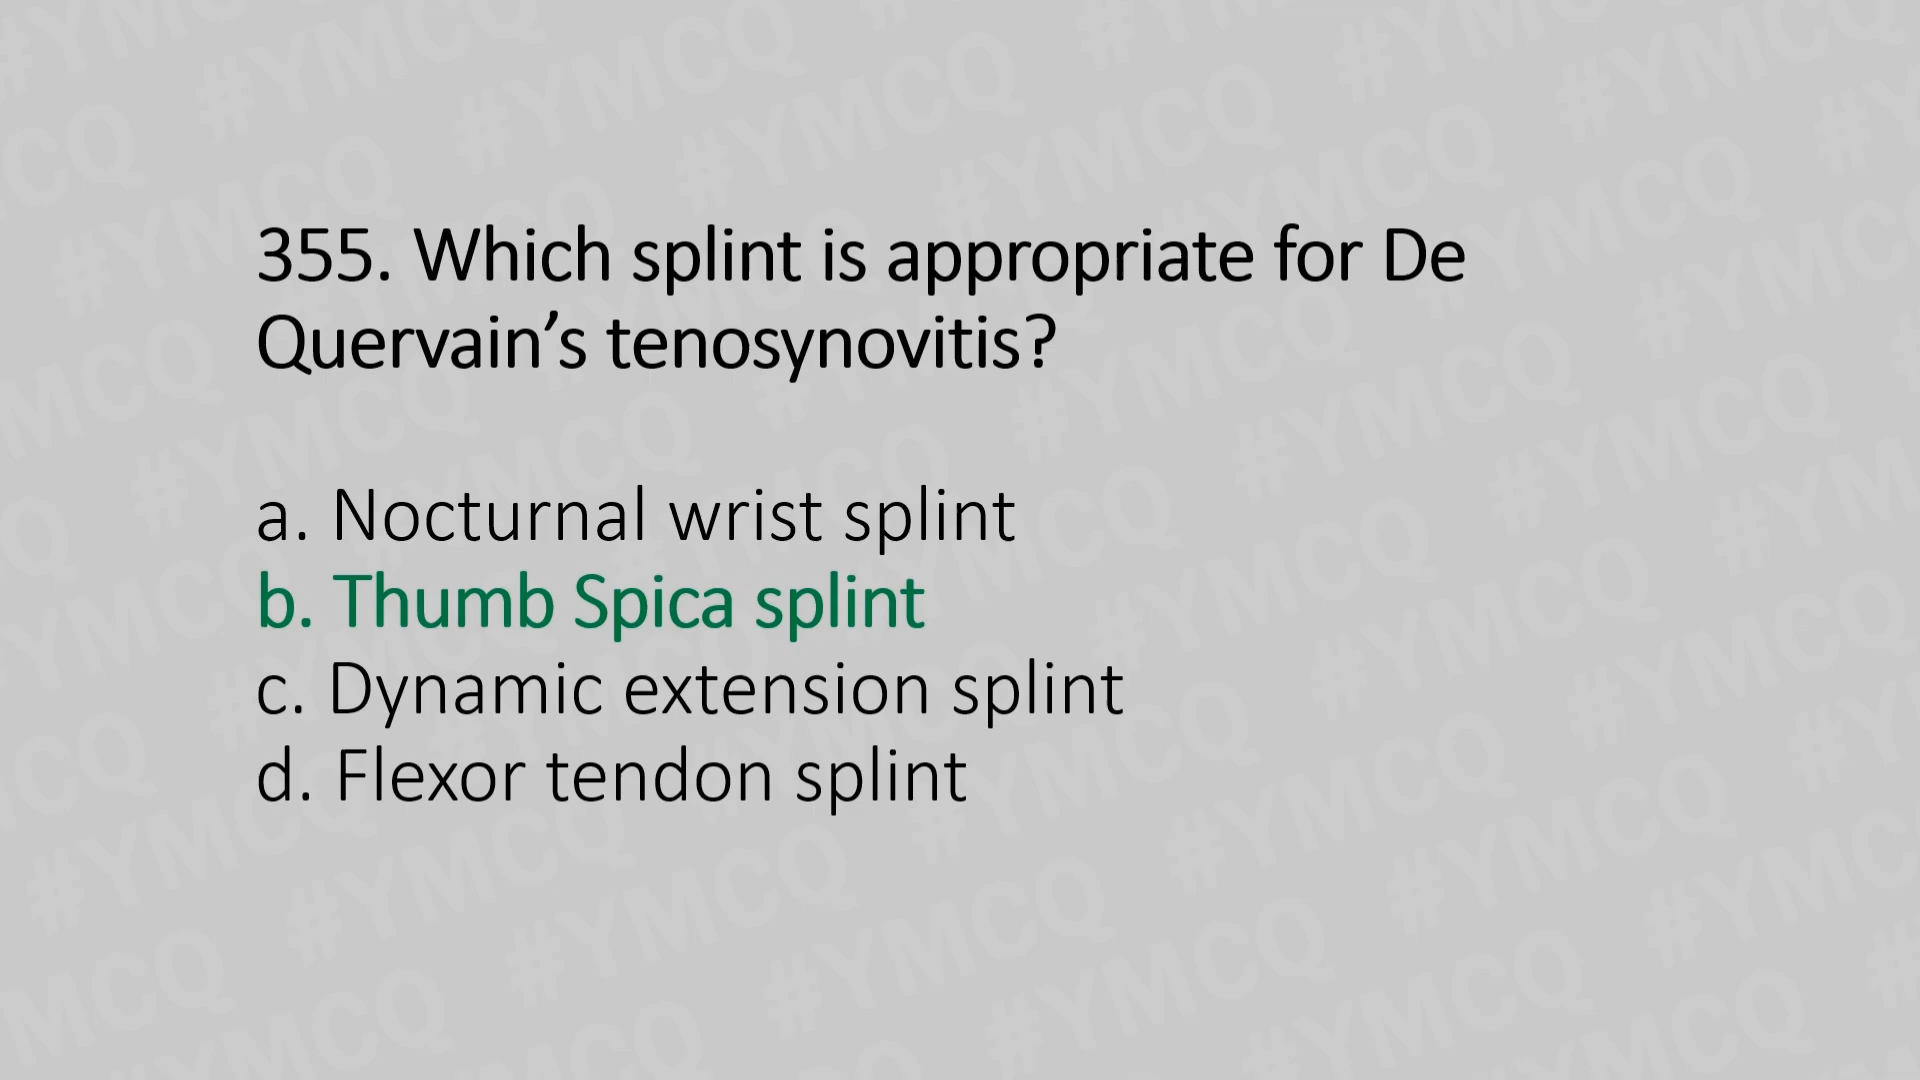 355. Which splint is appropriate for De
Quervain’s tenosynovitis?
a. Nocturnal wrist splint
b. Thumb Spica splint
c. Dynamic extension splint
d. Flexor tendon splint
#YMCQ